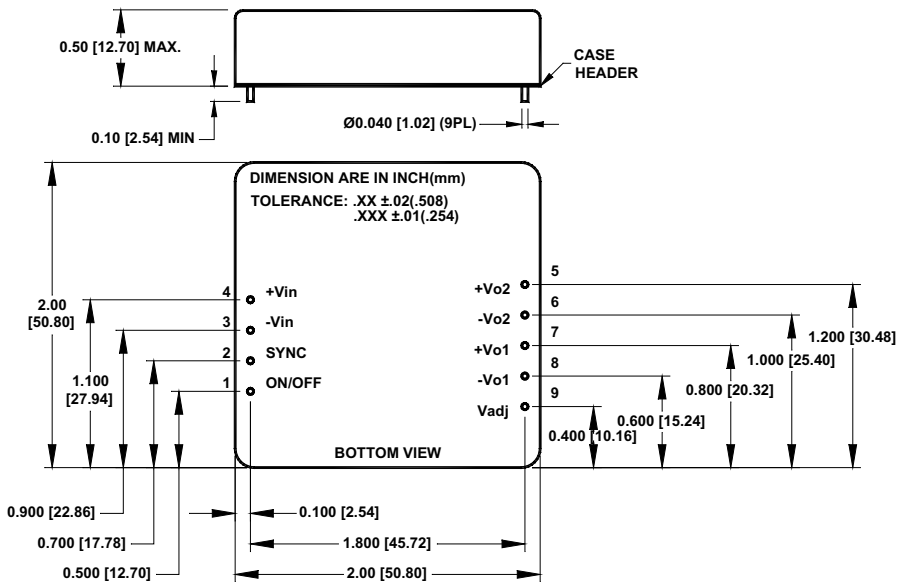 0.50 [12.70] MAX.
CASE
HEADER
0.10 [2.54] MIN
Ø0.040 [1.02] (9PL)
DIMENSION ARE IN INCH(mm)
TOLERANCE: .XX ±.02(.508)
.XXX ±.01(.254)
2.00
[50.80]
1.100
[27.94]
4 +Vin
3 -Vin
2 SYNC
1 ON/OFF
+Vo2 5
-Vo2 6
+Vo1 7
-Vo1 8
Vadj 9
1.200 [30.48]
1.000 [25.40]
0.800 [20.32]
0.600 [15.24]
0.400 [10.16]
BOTTOM VIEW
0.900 [22.86]
0.100 [2.54]
0.700 [17.78]
1.800 [45.72]
0.500 [12.70]
2.00 [50.80]